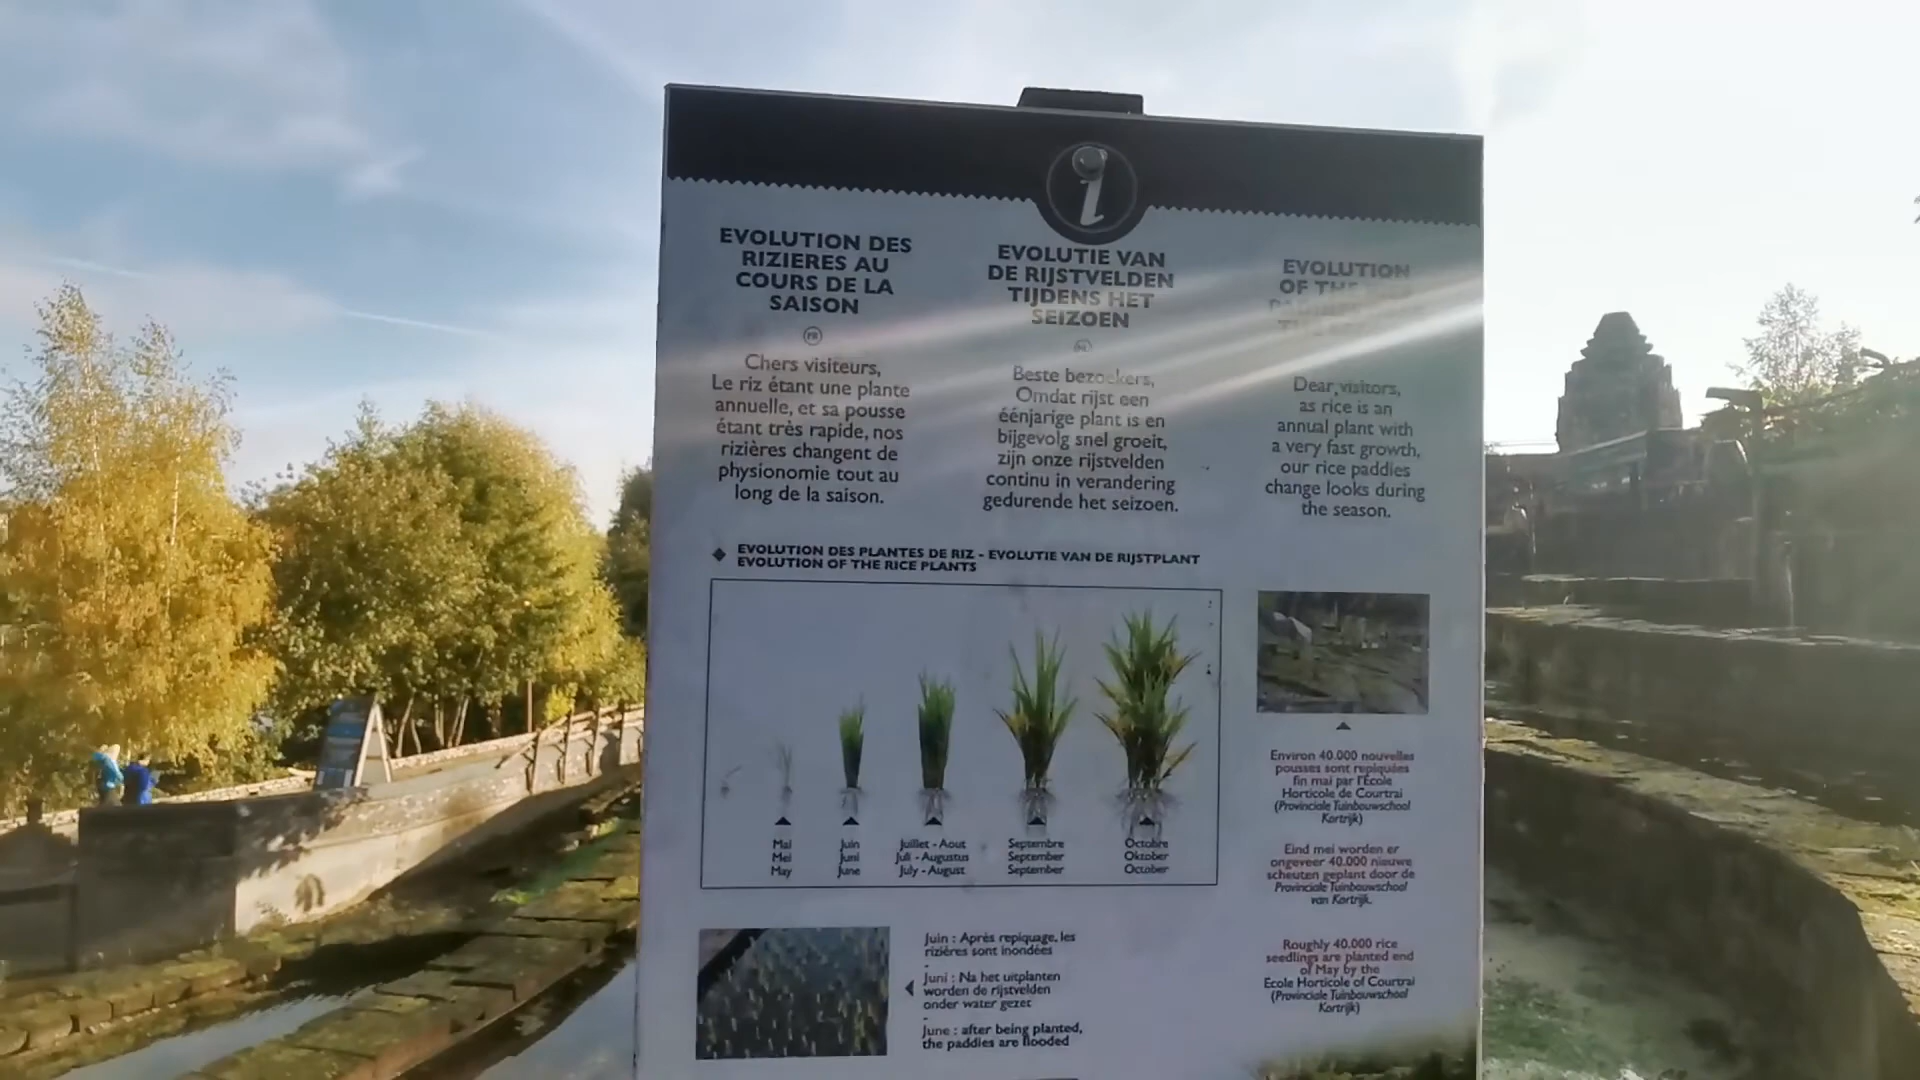 i
EVOLUTION DES
RIZIERES AU
COURS DE LA
SAISON
FR
Chers visiteurs,
Le riz étant une plante
annuelle, et sa pousse
étant très rapide, nos
rizières changent de
physionomie tout au
long de la saison.
EVOLUTIE VAN
DE RIJSTVELDEN
TIJDENS HET
SEIZOEN
NL
Beste bezoekers,
Omdat rijst een
éénjarige plant is en
bijgevolg snel groeit,
zijn onze rijstvelden
continu in verandering
gedurende het seizoen.
EVOLUTION
OF THE
Dear visitors,
as rice is an
annual plant with
a very fast growth,
our rice paddies
change looks during
the season.
EVOLUTION DES PLANTES DE RIZ - EVOLUTIE VAN DE RIJSTPLANT
EVOLUTION OF THE RICE PLANTS
Mai
Mei
May
Juin
Juni
June
Juillet - Aout
Juli - Augustus
July - August
Septembre
September
September
Octobre
Oktober
October
Environ 40.000 nouvelles
pousses sont repiquées
fin mai par l'École
Horticole de Courtrai
(Provinciale Tuinbouwschool
Kortrijk)
Eind mei worden er
ongeveer 40.000 nieuwe
scheuten geplant door de
Provinciale Tuinbouwschool
van Kortrijk.
Roughly 40.000 rice
seedlings are planted end
of May by the
Ecole Horticole of Courtrai
(Provinciale Tuinbouwschool
Kortrijk)
Juin : Après repiquage, les
rizières sont inondées
-
Juni : Na het uitplanten
worden de rijstvelden
onder water gezet
-
June : after being planted,
the paddies are flooded